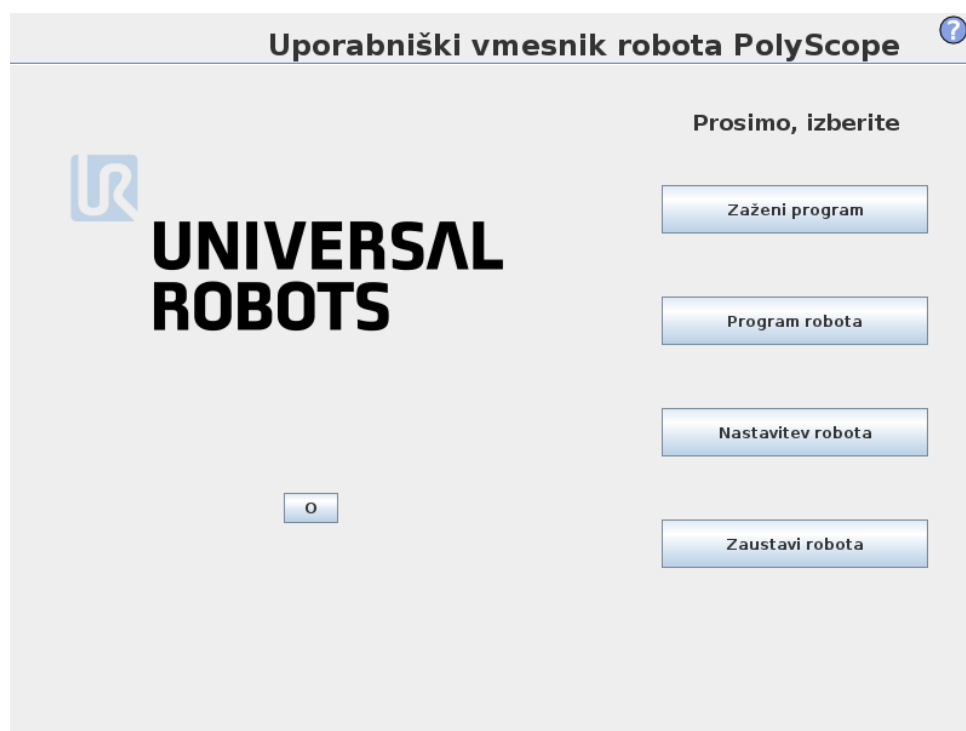 Uporabniški vmesnik robota PolyScope
?
Prosimo, izberite
UR
UNIVERSAL
ROBOTS
Zaženi program
Program robota
Nastavitev robota
O
Zaustavi robota